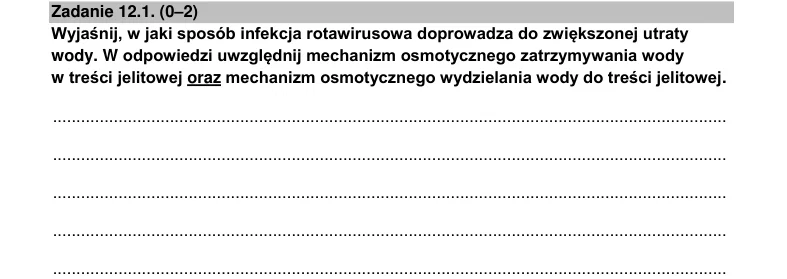 Zadanie 12.1. (0–2)
Wyjaśnij, w jaki sposób infekcja rotawirusowa doprowadza do zwiększonej utraty
wody. W odpowiedzi uwzględnij mechanizm osmotycznego zatrzymywania wody
w treści jelitowej oraz mechanizm osmotycznego wydzielania wody do treści jelitowej.